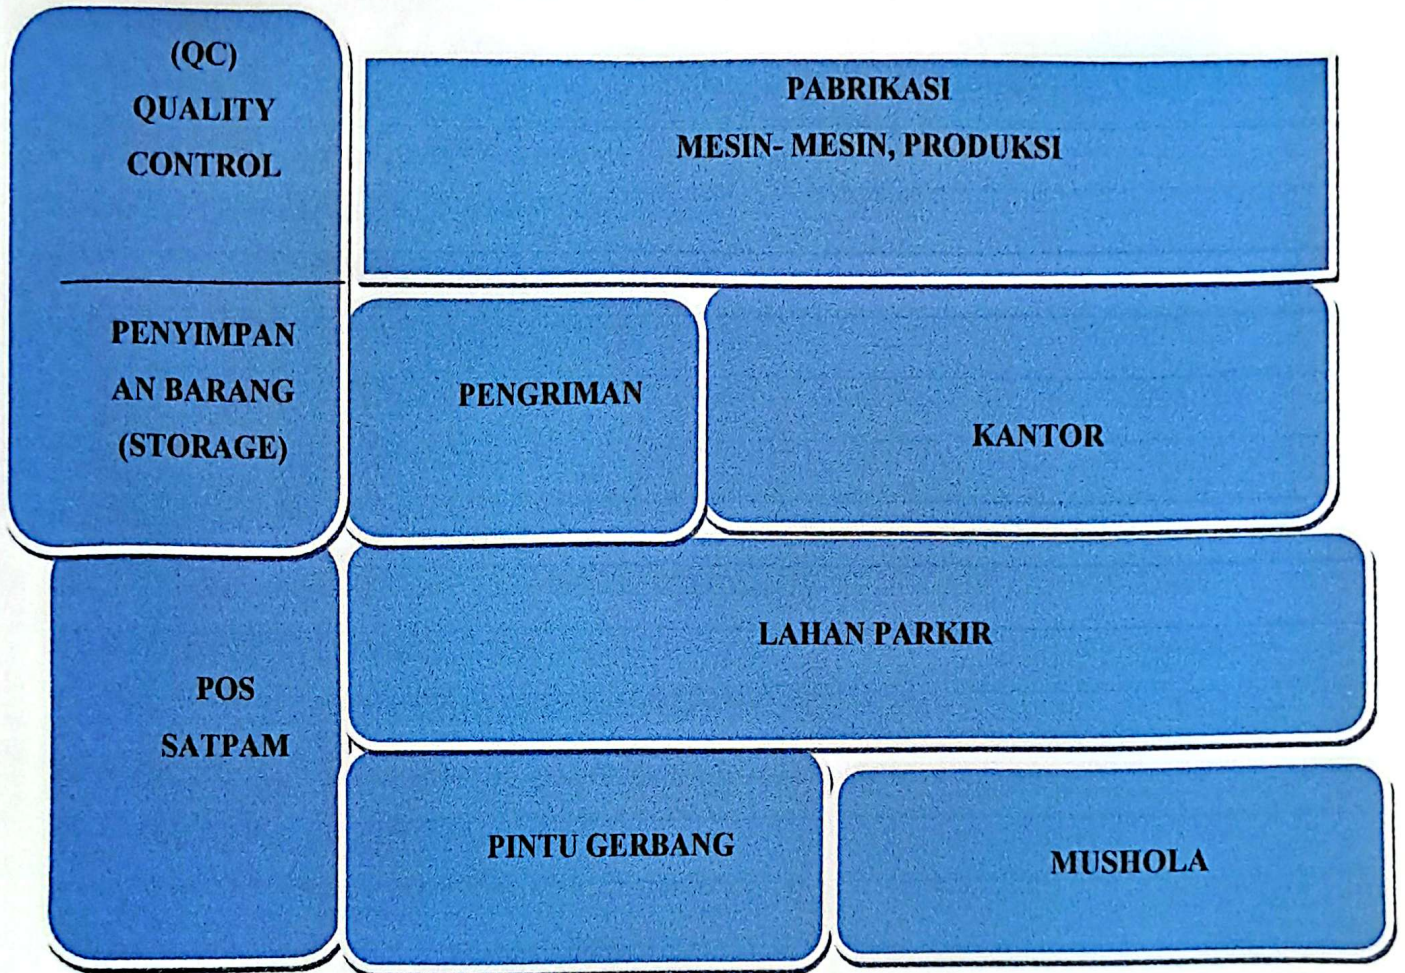 (QC)
QUALITY
CONTROL
PABRIKASI
MESIN- MESIN, PRODUKSI
PENYIMPAN
AN BARANG
(STORAGE)
PENGRIMAN
KANTOR
LAHAN PARKIR
POS
SATPAM
PINTU GERBANG
MUSHOLA